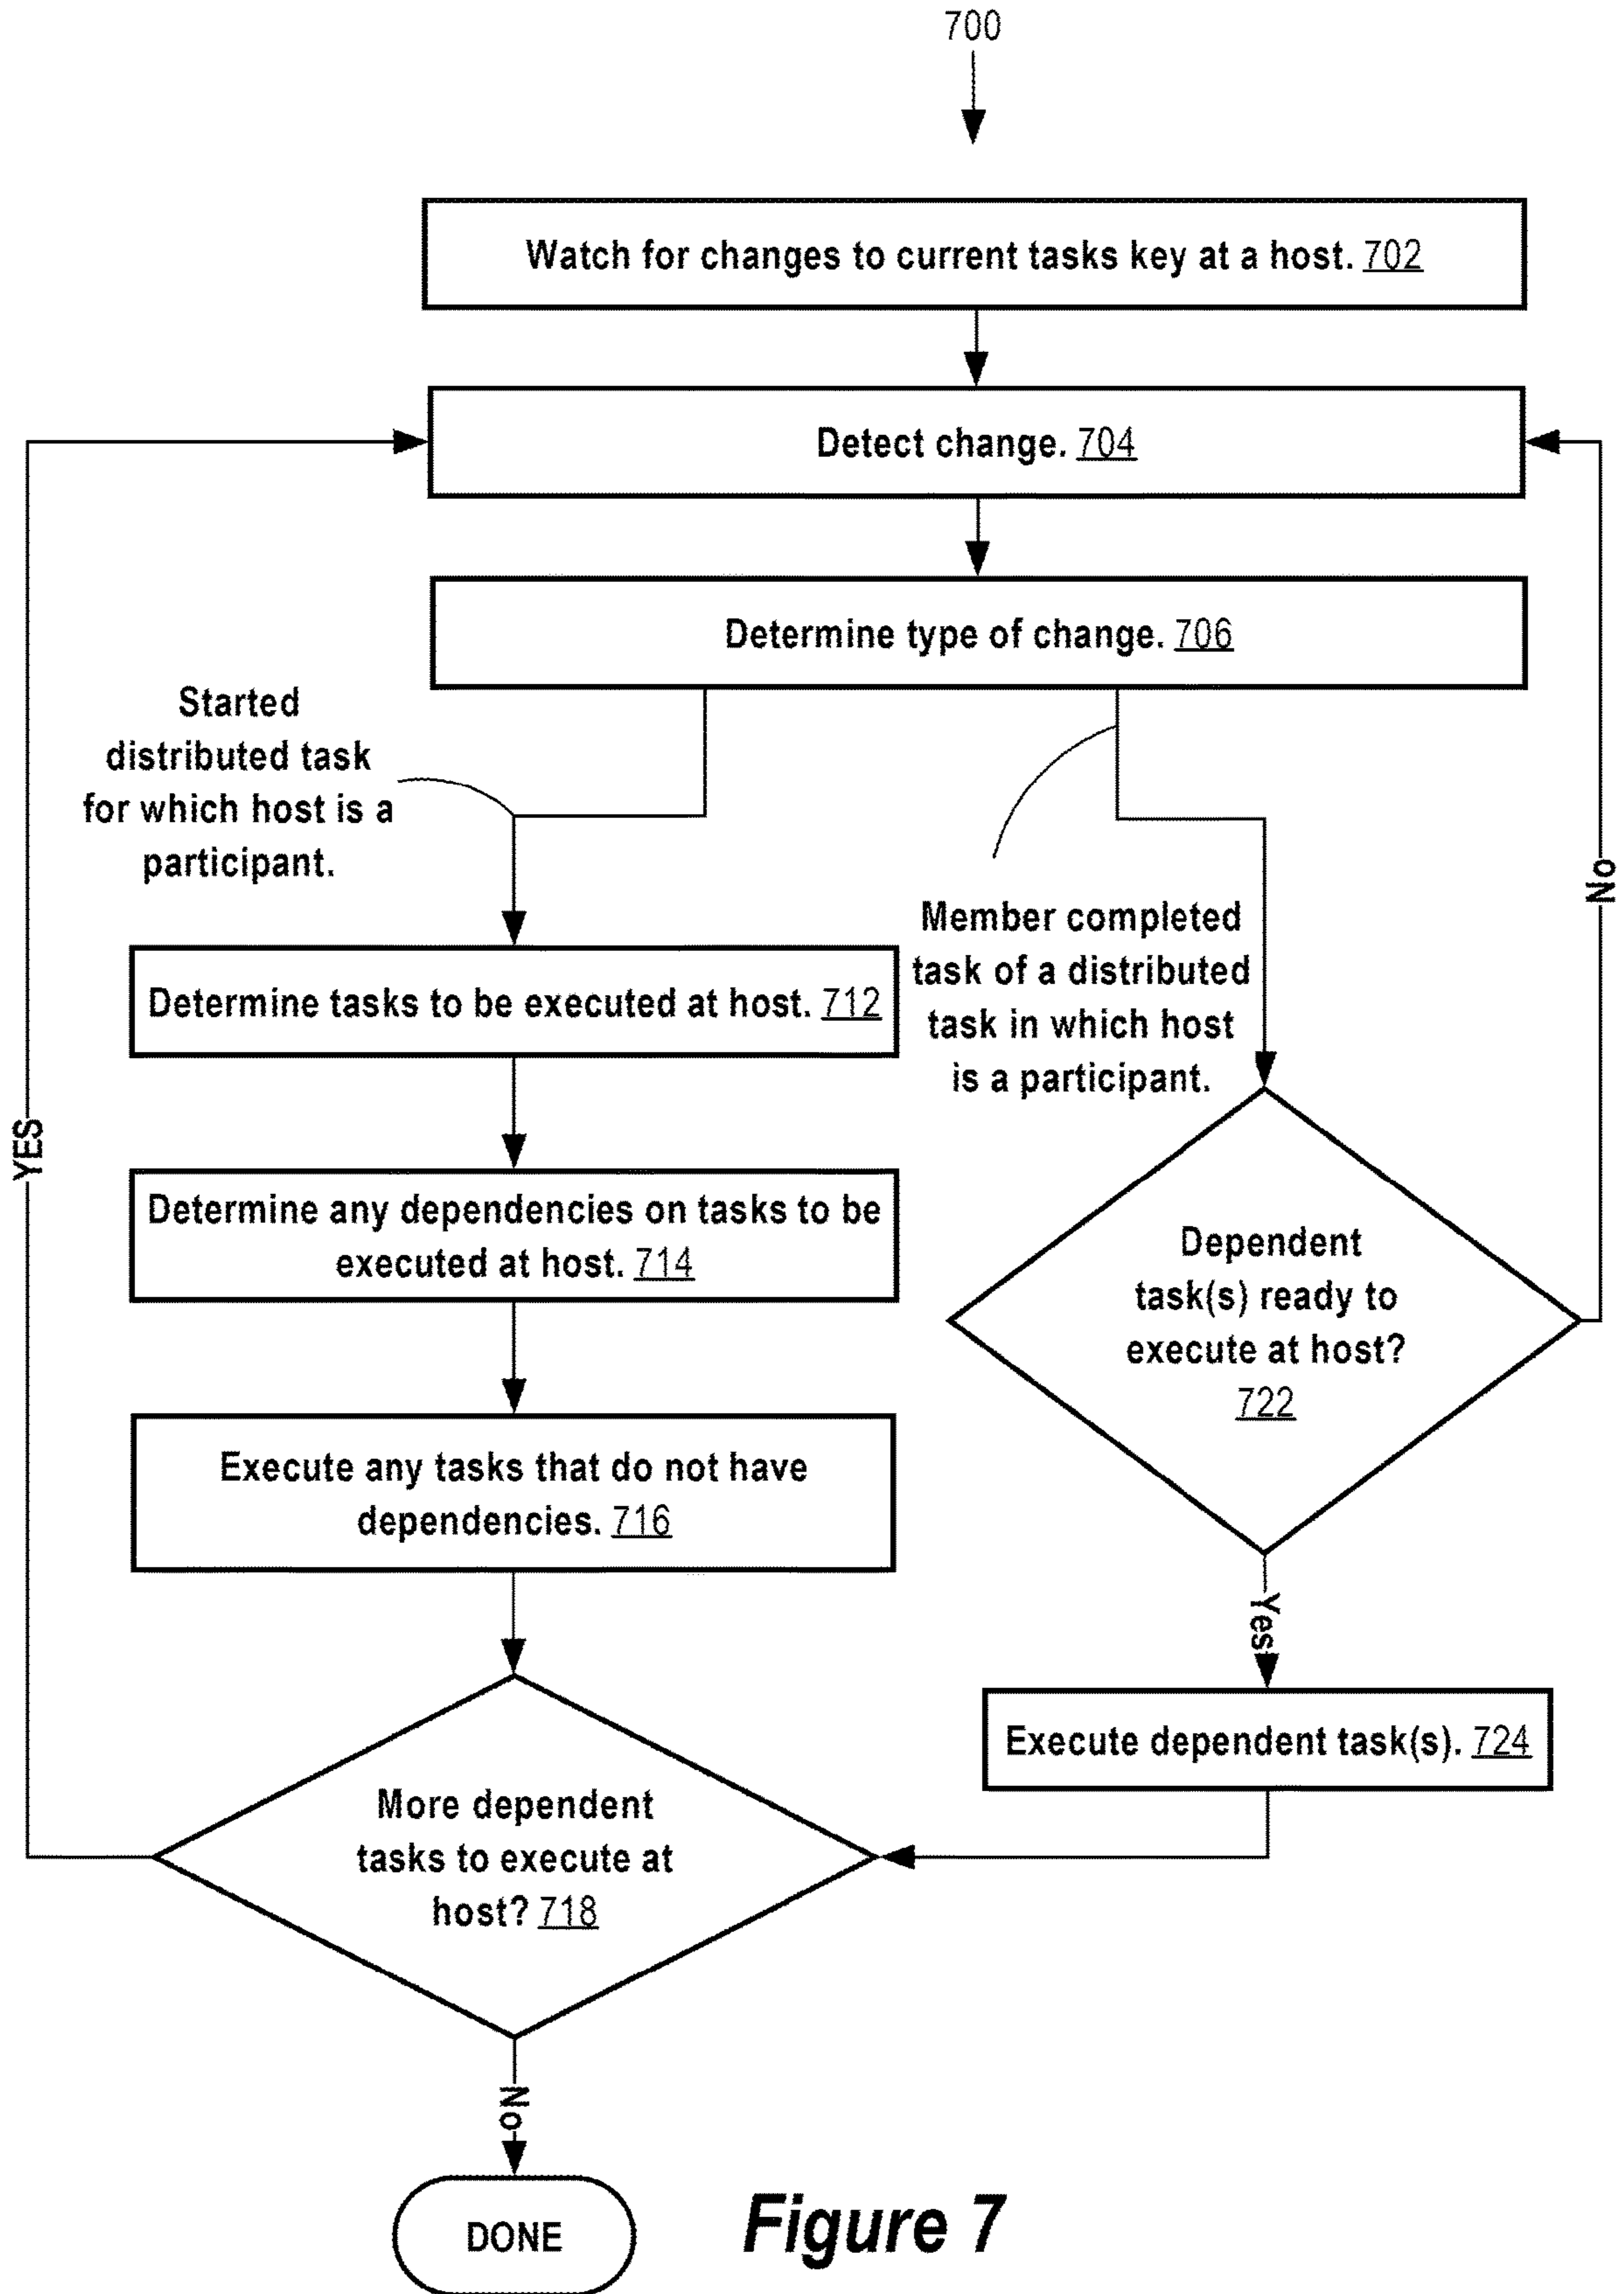 700
Watch for changes to current tasks key at a host. 702
Detect change. 704
Determine type of change. 706
Started
distributed task
for which host is a
participant.
Member completed
task of a distributed
task in which host
is a participant.
No
Determine tasks to be executed at host. 712
YES
Determine any dependencies on tasks to be
executed at host. 714
Dependent
task(s) ready to
execute at host?
722
Execute any tasks that do not have
dependencies. 716
Yes
Execute dependent task(s). 724
More dependent
tasks to execute at
host? 718
No
DONE
Figure 7